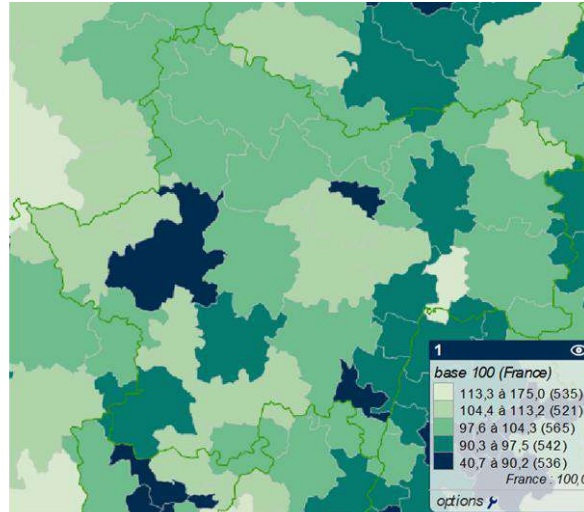 1
base 100 (France)
113,3 à 175,0 (535)
104,4 à 113,2 (521)
97,6 à 104,3 (565)
90,3 à 97,5 (542)
40,7 à 90,2 (536)
France : 100,0
options